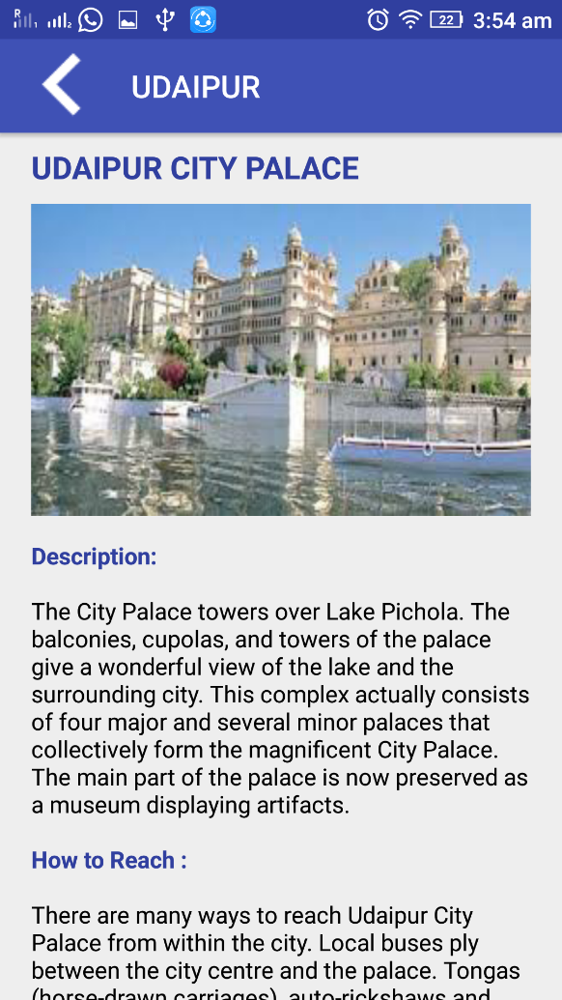 R 1 2 22 3:54 am
UDAIPUR
UDAIPUR CITY PALACE
Description:
The City Palace towers over Lake Pichola. The
balconies, cupolas, and towers of the palace
give a wonderful view of the lake and the
surrounding city. This complex actually consists
of four major and several minor palaces that
collectively form the magnificent City Palace.
The main part of the palace is now preserved as
a museum displaying artifacts.
How to Reach :
There are many ways to reach Udaipur City
Palace from within the city. Local buses ply
between the city centre and the palace. Tongas
(horse-drawn carriages), auto-rickshaws and